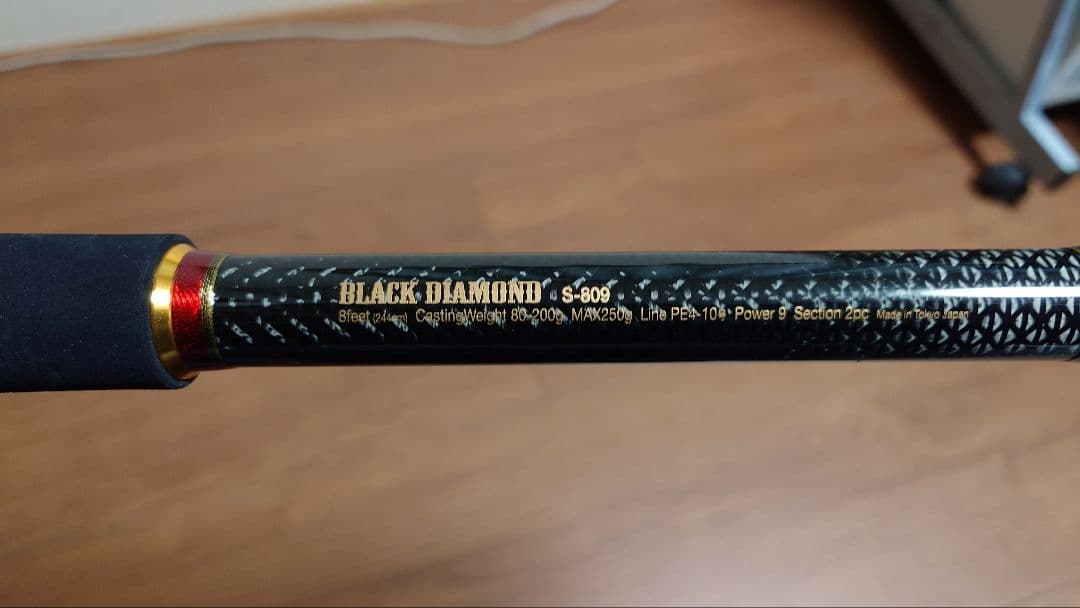 BLACK DIAMOND S-809
8feet (244cm) CastingWeight 80-200g MAX250g Line PE4-10# Power 9 Section 2pc Made in Tokyo Japan